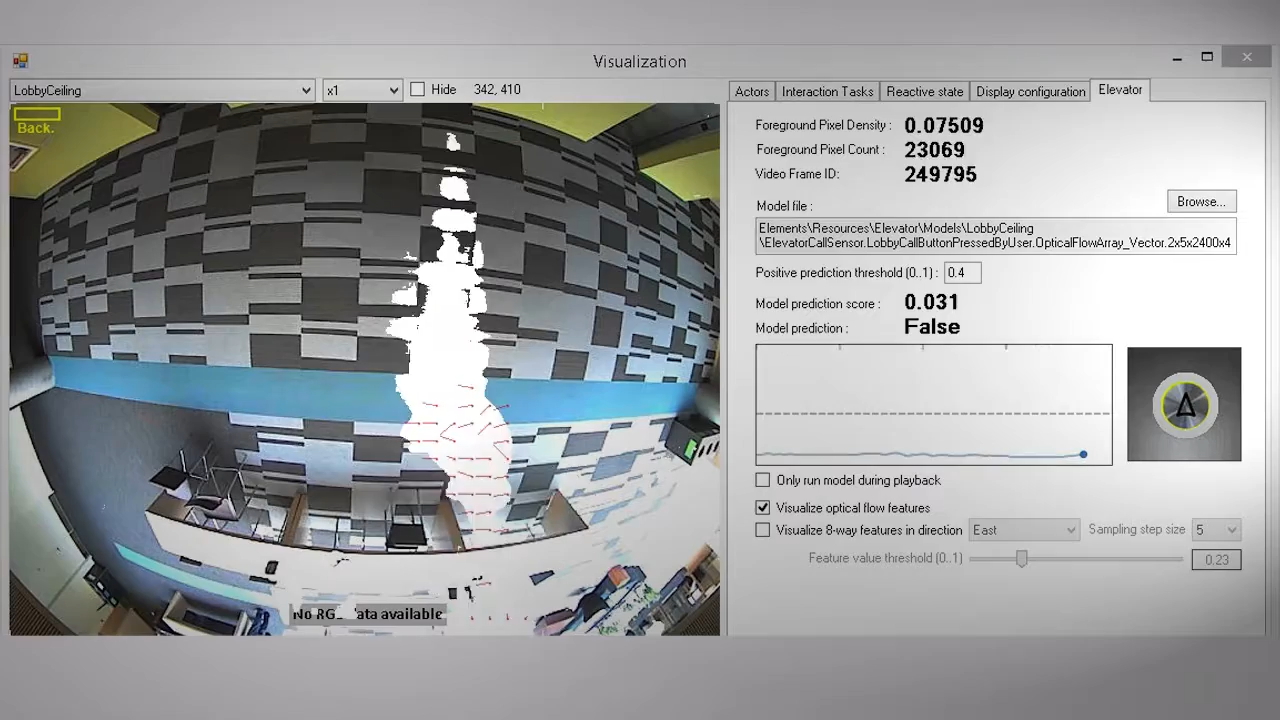 Visualization
LobbyCeiling
x1
Hide
342, 410
Back.
No RG_ ata available
Actors
Interaction Tasks
Reactive state
Display configuration
Elevator
Foreground Pixel Density : 0.07509
Foreground Pixel Count : 23069
Video Frame ID: 249795
Model file :
Browse...
Elements\Resources\Elevator\Models\LobbyCeiling
\ElevatorCallSensor.LobbyCallButtonPressedByUser.OpticalFlowArray_Vector.2x5x2400x4
Positive prediction threshold (0..1) : 0.4
Model prediction score : 0.031
Model prediction : False
Only run model during playback
Visualize optical flow features
Visualize 8-way features in direction East Sampling step size 5
Feature value threshold (0..1) 0.23